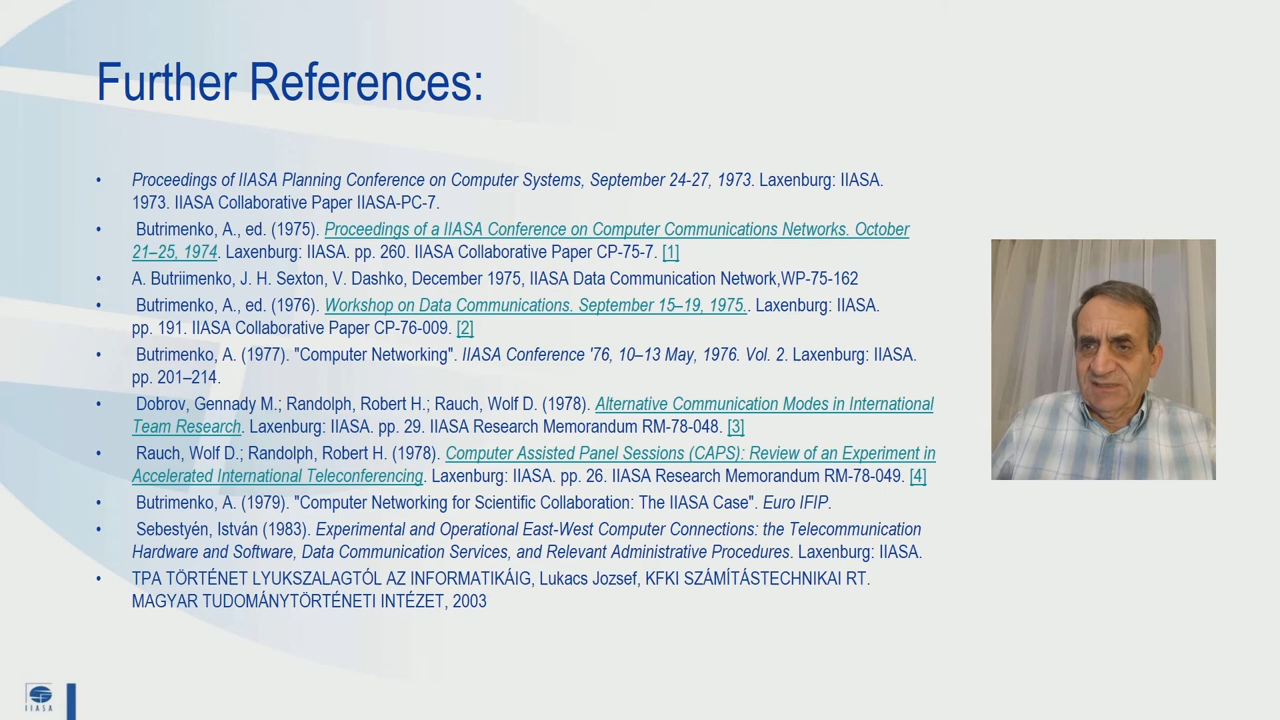 Further References:
• Proceedings of IIASA Planning Conference on Computer Systems, September 24-27, 1973. Laxenburg: IIASA.
1973. IIASA Collaborative Paper IIASA-PC-7.
• Butrimenko, A., ed. (1975). Proceedings of a IIASA Conference on Computer Communications Networks. October
21–25, 1974. Laxenburg: IIASA. pp. 260. IIASA Collaborative Paper CP-75-7. [1]
• A. Butriimenko, J. H. Sexton, V. Dashko, December 1975, IIASA Data Communication Network,WP-75-162
• Butrimenko, A., ed. (1976). Workshop on Data Communications. September 15–19, 1975.. Laxenburg: IIASA.
pp. 191. IIASA Collaborative Paper CP-76-009. [2]
• Butrimenko, A. (1977). "Computer Networking". IIASA Conference '76, 10–13 May, 1976. Vol. 2. Laxenburg: IIASA.
pp. 201–214.
• Dobrov, Gennady M.; Randolph, Robert H.; Rauch, Wolf D. (1978). Alternative Communication Modes in International
Team Research. Laxenburg: IIASA. pp. 29. IIASA Research Memorandum RM-78-048. [3]
• Rauch, Wolf D.; Randolph, Robert H. (1978). Computer Assisted Panel Sessions (CAPS): Review of an Experiment in
Accelerated International Teleconferencing. Laxenburg: IIASA. pp. 26. IIASA Research Memorandum RM-78-049. [4]
• Butrimenko, A. (1979). "Computer Networking for Scientific Collaboration: The IIASA Case". Euro IFIP.
• Sebestyén, István (1983). Experimental and Operational East-West Computer Connections: the Telecommunication
Hardware and Software, Data Communication Services, and Relevant Administrative Procedures. Laxenburg: IIASA.
• TPA TÖRTÉNET LYUKSZALAGTÓL AZ INFORMATIKÁIG, Lukacs Jozsef, KFKI SZÁMÍTÁSTECHNIKAI RT.
MAGYAR TUDOMÁNYTÖRTÉNETI INTÉZET, 2003
IIASA